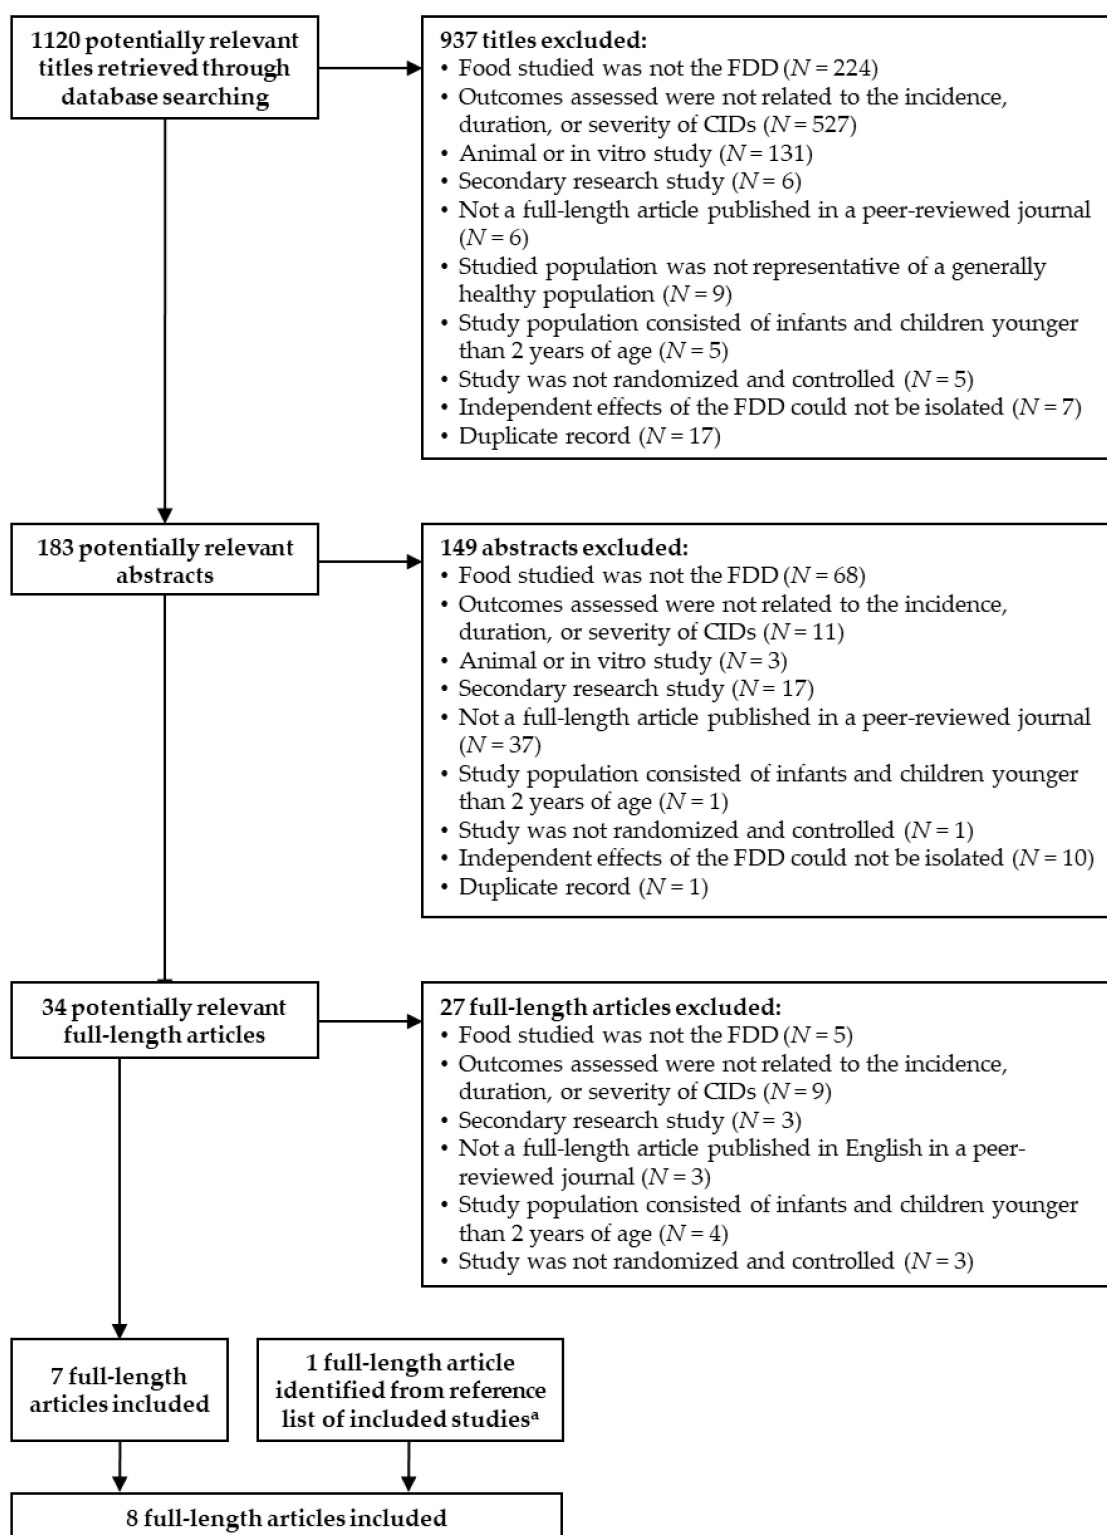 1120 potentially relevant
titles retrieved through
database searching
937 titles excluded:
• Food studied was not the FDD (N = 224)
• Outcomes assessed were not related to the incidence,
duration, or severity of CIDs (N = 527)
• Animal or in vitro study (N = 131)
• Secondary research study (N = 6)
• Not a full-length article published in a peer-reviewed journal
(N = 6)
• Studied population was not representative of a generally
healthy population (N = 9)
• Study population consisted of infants and children younger
than 2 years of age (N = 5)
• Study was not randomized and controlled (N = 5)
• Independent effects of the FDD could not be isolated (N = 7)
• Duplicate record (N = 17)
183 potentially relevant
abstracts
149 abstracts excluded:
• Food studied was not the FDD (N = 68)
• Outcomes assessed were not related to the incidence,
duration, or severity of CIDs (N = 11)
• Animal or in vitro study (N = 3)
• Secondary research study (N = 17)
• Not a full-length article published in a peer-reviewed journal
(N = 37)
• Study population consisted of infants and children younger
than 2 years of age (N = 1)
• Study was not randomized and controlled (N = 1)
• Independent effects of the FDD could not be isolated (N = 10)
• Duplicate record (N = 1)
34 potentially relevant
full-length articles
27 full-length articles excluded:
• Food studied was not the FDD (N = 5)
• Outcomes assessed were not related to the incidence,
duration, or severity of CIDs (N = 9)
• Secondary research study (N = 3)
• Not a full-length article published in English in a peer-
reviewed journal (N = 3)
• Study population consisted of infants and children younger
than 2 years of age (N = 4)
• Study was not randomized and controlled (N = 3)
7 full-length
articles included
1 full-length article
identified from reference
list of included studiesᵃ
8 full-length articles included